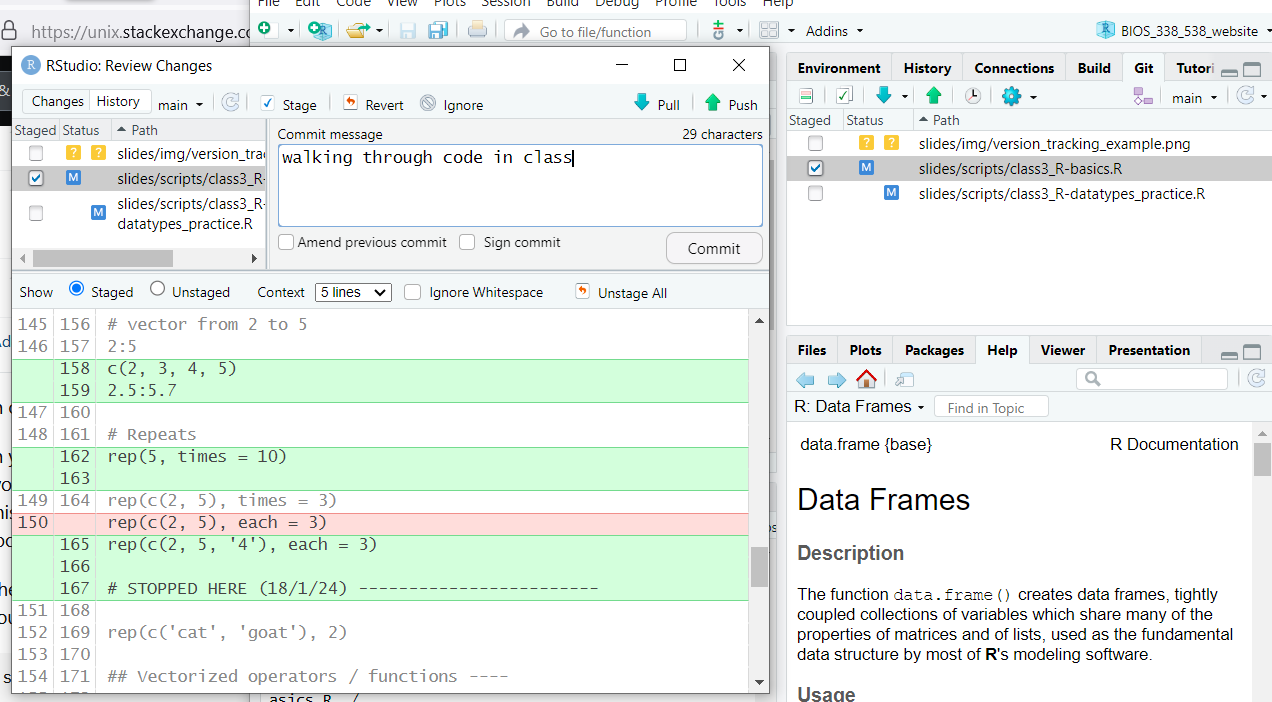 File Edit Code View Plots Session Build Debug Profile Tools Help
https://unix.stackexchange.co
Go to file/function
Addins
BIOS_338_538_website
RStudio: Review Changes
Changes History main Stage Revert Ignore Pull Push
Staged Status Path
slides/img/version_trac
slides/scripts/class3_R-
slides/scripts/class3_R-
datatypes_practice.R
Commit message 29 characters
walking through code in class
Amend previous commit Sign commit Commit
Show Staged Unstaged Context 5 lines Ignore Whitespace Unstage All
145 156 # vector from 2 to 5
146 157 2:5
158 c(2, 3, 4, 5)
159 2.5:5.7
147 160
148 161 # Repeats
162 rep(5, times = 10)
163
149 164 rep(c(2, 5), times = 3)
150 rep(c(2, 5), each = 3)
165 rep(c(2, 5, '4'), each = 3)
166
167 # STOPPED HERE (18/1/24) ------------------------
151 168
152 169 rep(c('cat', 'goat'), 2)
153 170
154 171 ## Vectorized operators / functions ----
asics.R /
Environment History Connections Build Git Tutori
main
Staged Status Path
? ? slides/img/version_tracking_example.png
M slides/scripts/class3_R-basics.R
M slides/scripts/class3_R-datatypes_practice.R
Files Plots Packages Help Viewer Presentation
R: Data Frames Find in Topic
data.frame {base} R Documentation
Data Frames
Description
The function data.frame() creates data frames, tightly
coupled collections of variables which share many of the
properties of matrices and of lists, used as the fundamental
data structure by most of R's modeling software.
Usage